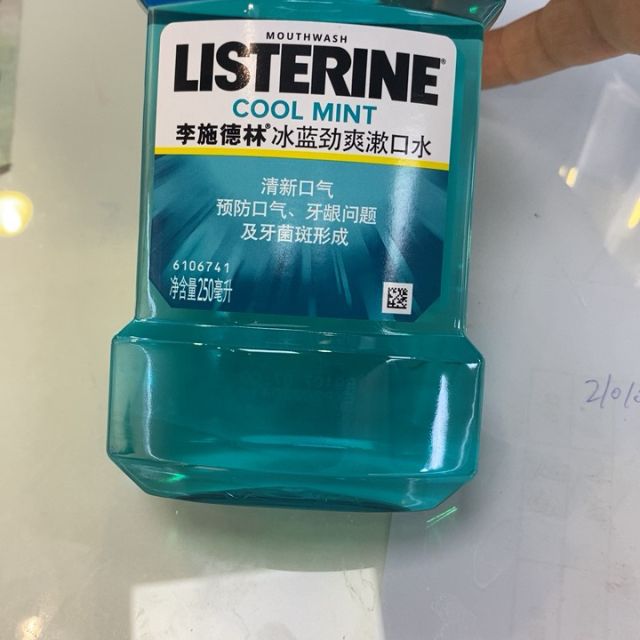 MOUTHWASH
LISTERINE®
COOL MINT
李施德林®冰蓝劲爽漱口水
清新口气
预防口气、牙龈问题
及牙菌斑形成
6106741
净含量250毫升